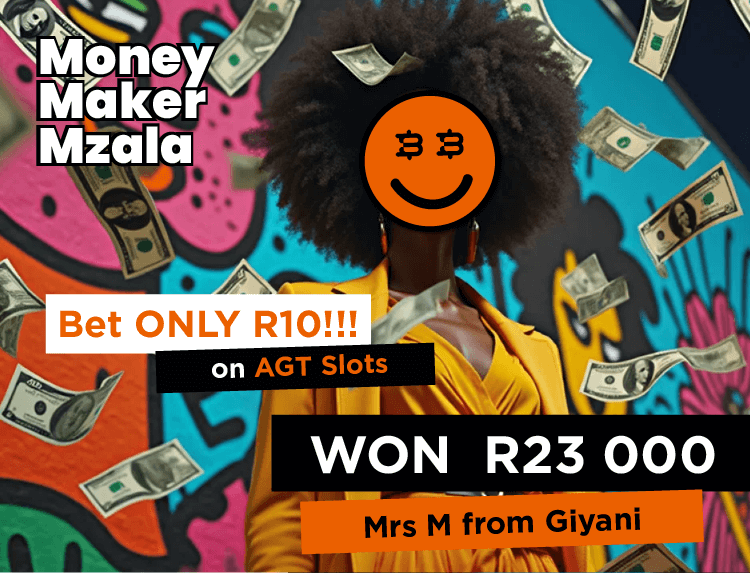 Money
Maker
Mzala
Bet ONLY R10!!!
on AGT Slots
WON R23 000
Mrs M from Giyani